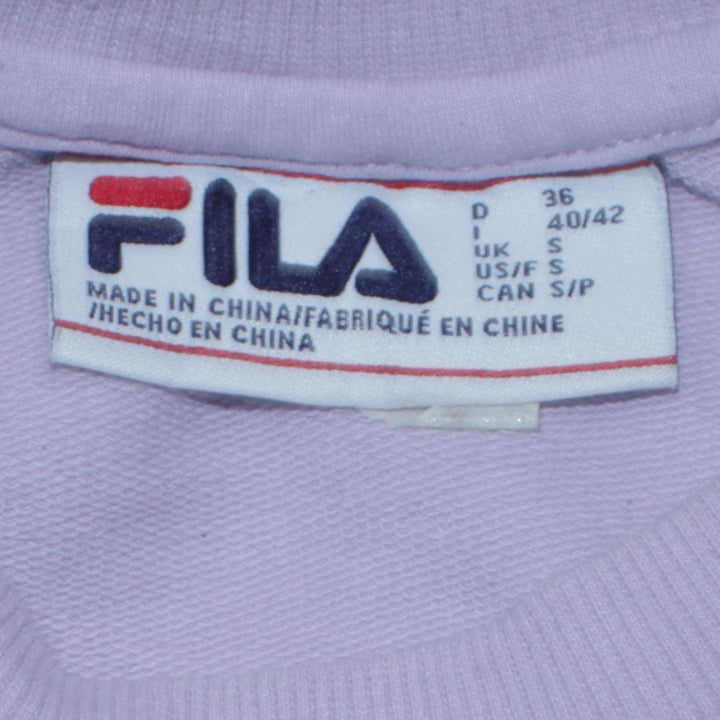 FILA
D 36
I 40/42
UK S
US/F S
CAN S/P
MADE IN CHINA/FABRIQUÉ EN CHINE
/HECHO EN CHINA